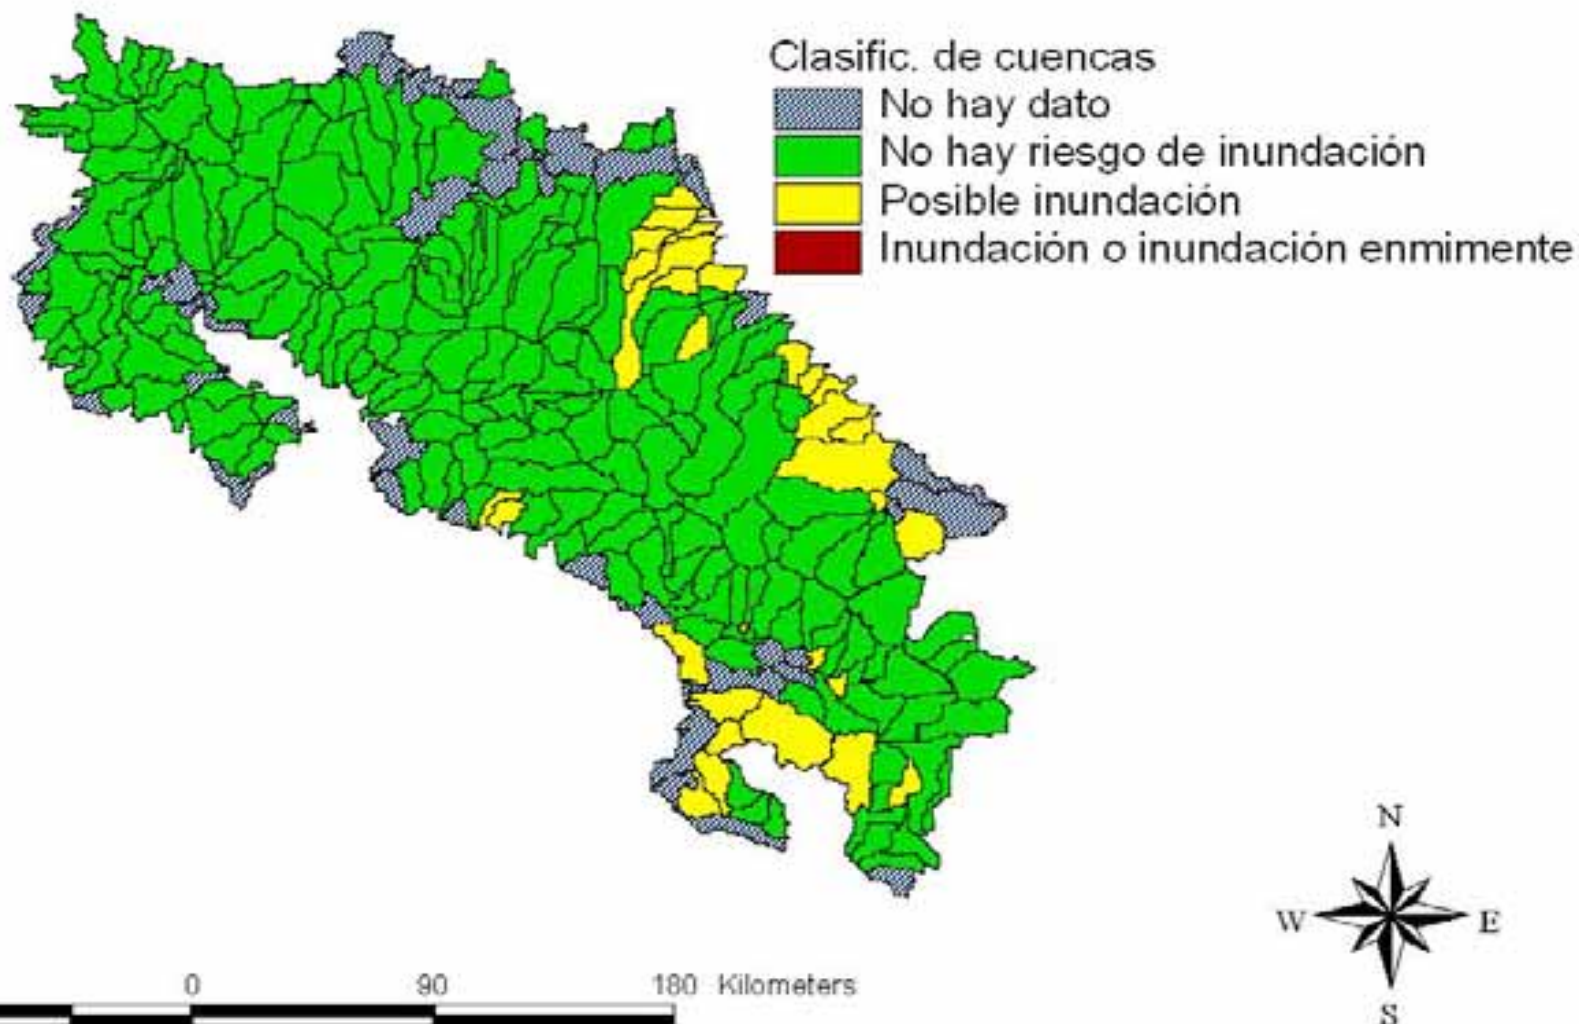 Clasific. de cuencas
No hay dato
No hay riesgo de inundación
Posible inundación
Inundación o inundación enmimente
N
W E
S
0 90 180 Kilometers